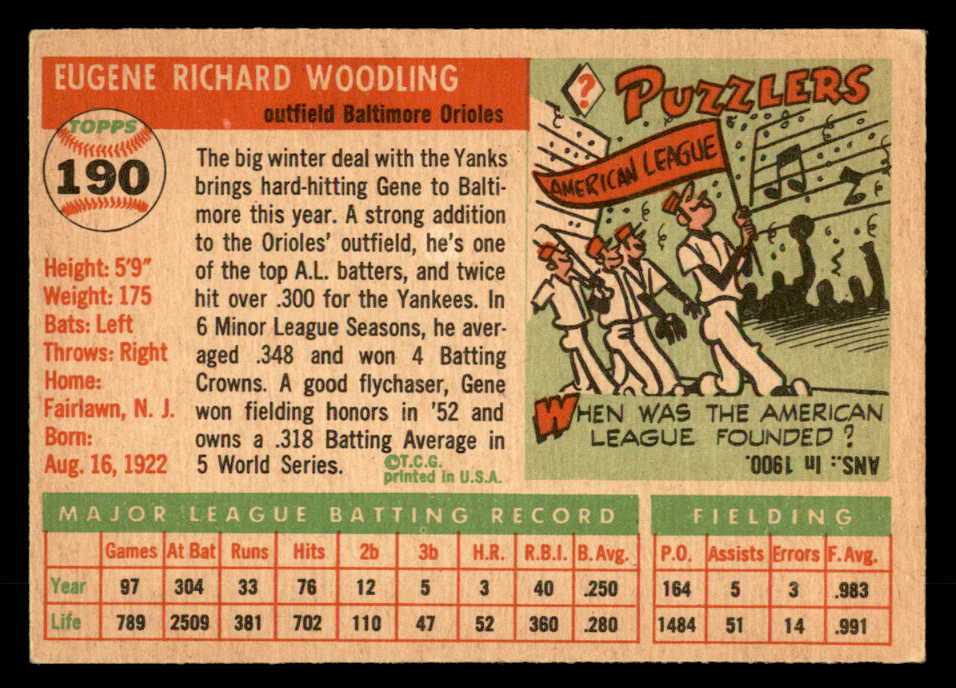 EUGENE RICHARD WOODLING
outfield Baltimore Orioles
TOPPS
190
Height: 5'9"
Weight: 175
Bats: Left
Throws: Right
Home:
Fairlawn, N. J.
Born:
Aug. 16, 1922
The big winter deal with the Yanks
brings hard-hitting Gene to Balti-
more this year. A strong addition
to the Orioles' outfield, he's one
of the top A.L. batters, and twice
hit over .300 for the Yankees. In
6 Minor League Seasons, he aver-
aged .348 and won 4 Batting
Crowns. A good flychaser, Gene
won fielding honors in '52 and
owns a .318 Batting Average in
5 World Series.
©T.C.G.
printed in U.S.A.
? PUZZLERS
AMERICAN LEAGUE
WHEN WAS THE AMERICAN
LEAGUE FOUNDED?
ANS.: In 1900.
MAJOR LEAGUE BATTING RECORD FIELDING
Games At Bat Runs Hits 2b 3b H.R. R.B.I. B. Avg. P.O. Assists Errors F. Avg.
Year 97 304 33 76 12 5 3 40 .250 164 5 3 .983
Life 789 2509 381 702 110 47 52 360 .280 1484 51 14 .991